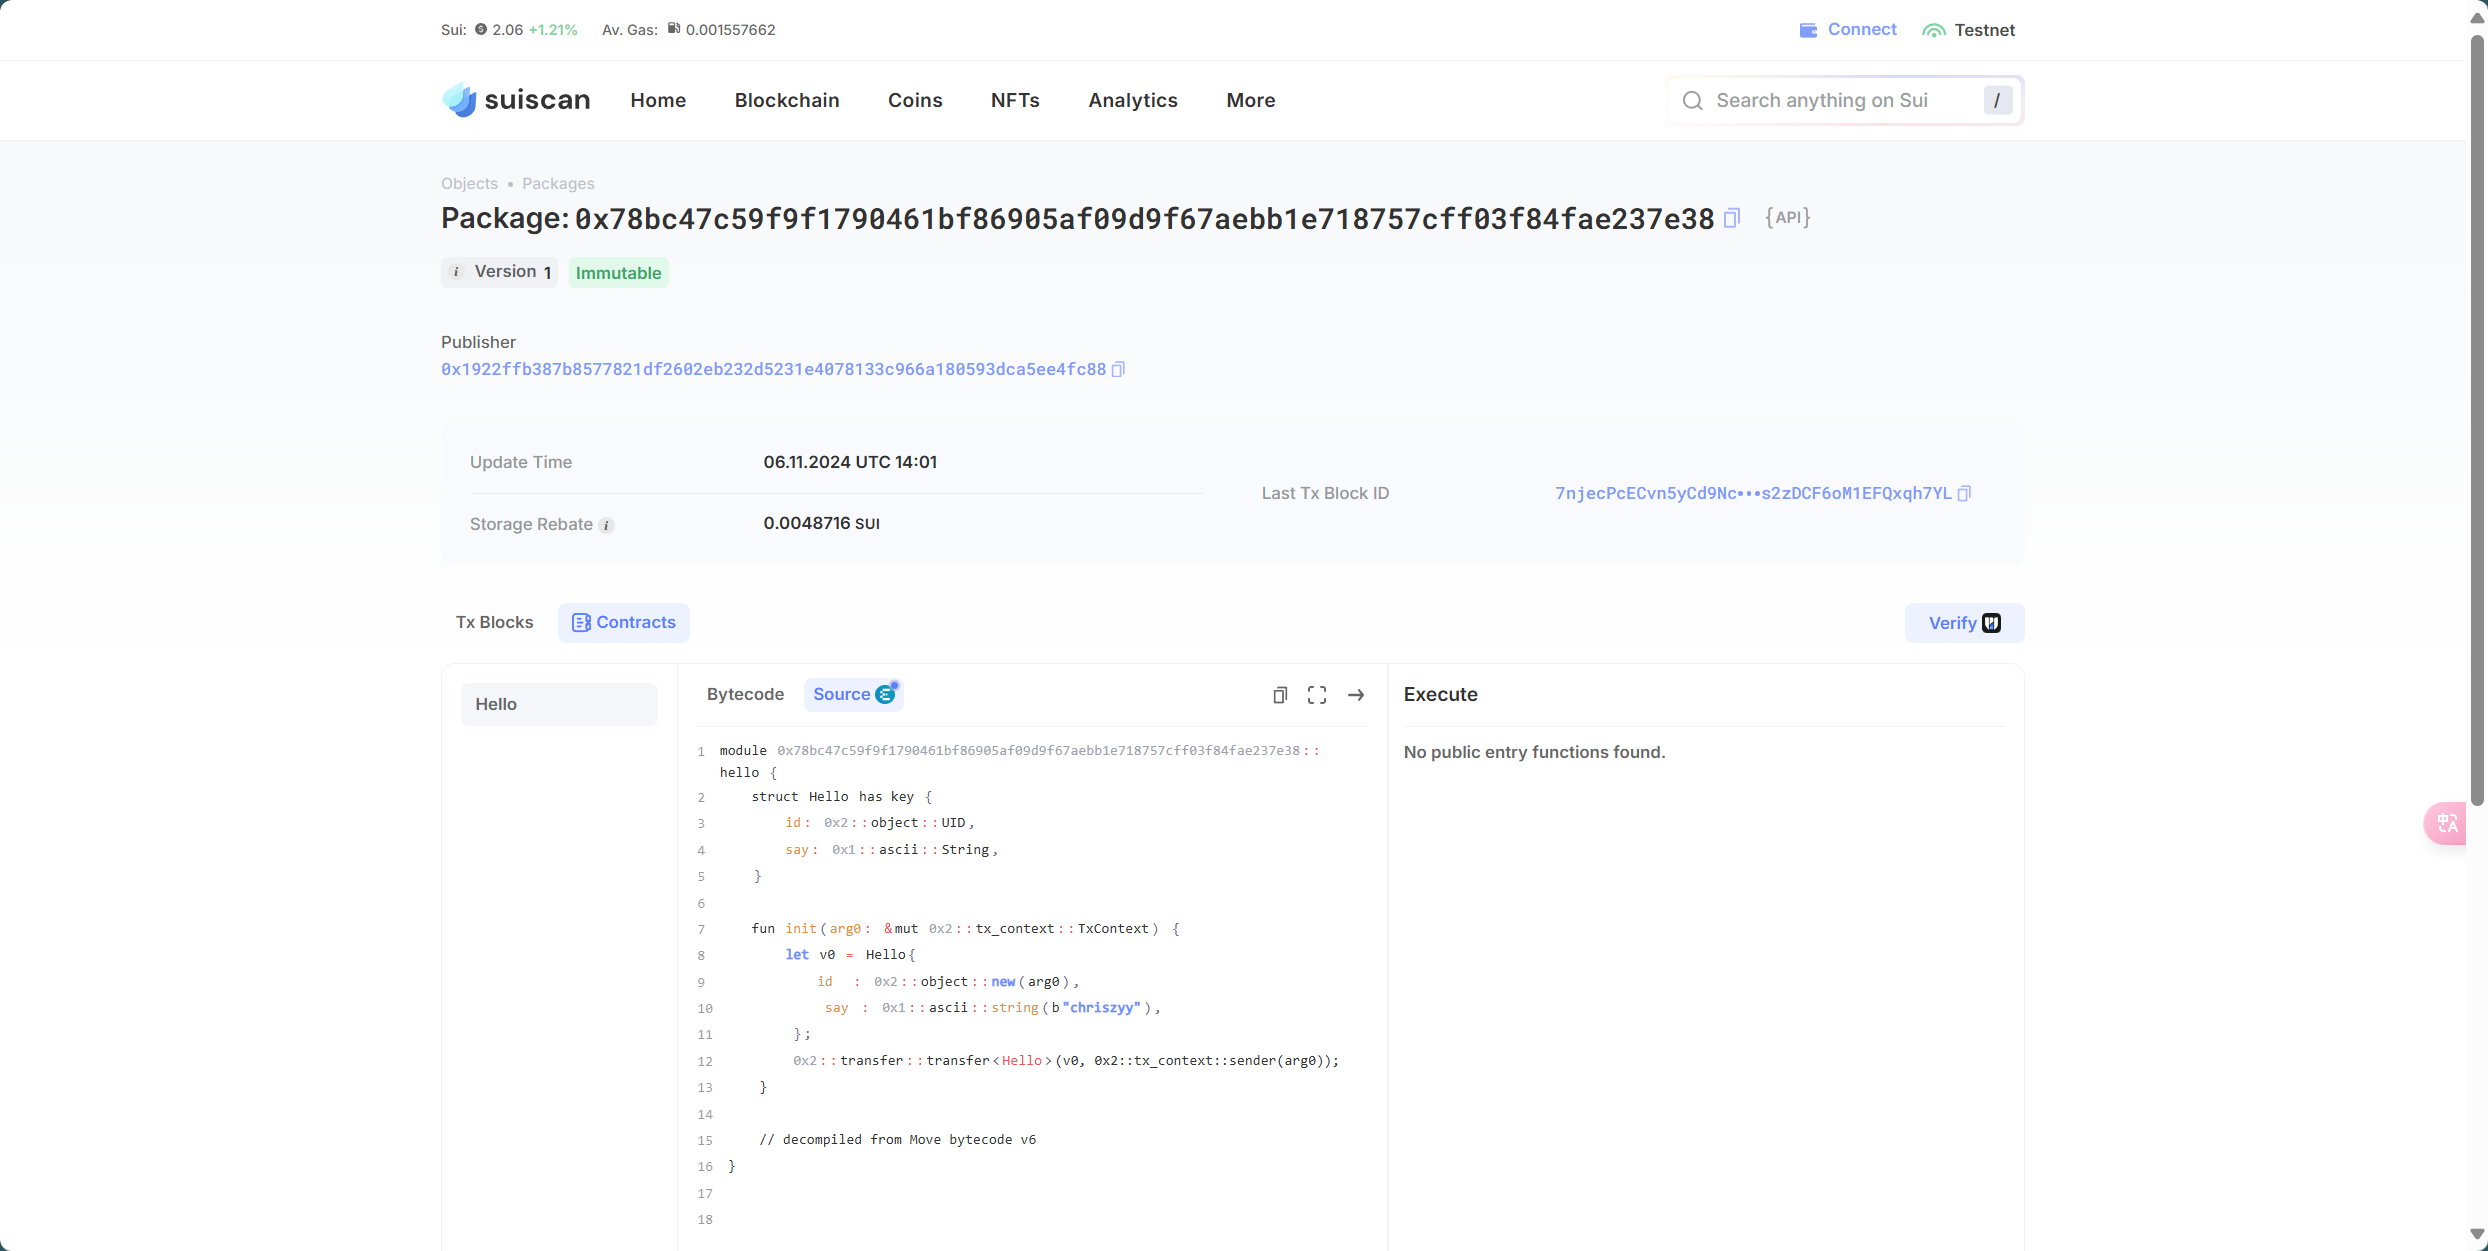 Sui: 2.06 +1.21% Av. Gas: 0.001557662
Connect Testnet
suiscan Home Blockchain Coins NFTs Analytics More
Search anything on Sui /
Objects • Packages
Package: 0x78bc47c59f9f1790461bf86905af09d9f67aebb1e718757cff03f84fae237e38 {API}
i Version 1 Immutable
Publisher
0x1922ffb387b8577821df2602eb232d5231e4078133c966a180593dca5ee4fc88
Update Time 06.11.2024 UTC 14:01
Storage Rebate i 0.0048716 SUI
Last Tx Block ID 7njecPcECvn5yCd9Nc•••s2zDCF6oM1EFQxqh7YL
Tx Blocks Contracts
Verify
Hello
Bytecode Source
1 module 0x78bc47c59f9f1790461bf86905af09d9f67aebb1e718757cff03f84fae237e38::
hello {
2 struct Hello has key {
3 id: 0x2::object::UID,
4 say: 0x1::ascii::String,
5 }
6
7 fun init(arg0: &mut 0x2::tx_context::TxContext) {
8 let v0 = Hello{
9 id : 0x2::object::new(arg0),
10 say : 0x1::ascii::string(b"chriszyy"),
11 };
12 0x2::transfer::transfer<Hello>(v0, 0x2::tx_context::sender(arg0));
13 }
14
15 // decompiled from Move bytecode v6
16 }
17
18
Execute
No public entry functions found.
中A